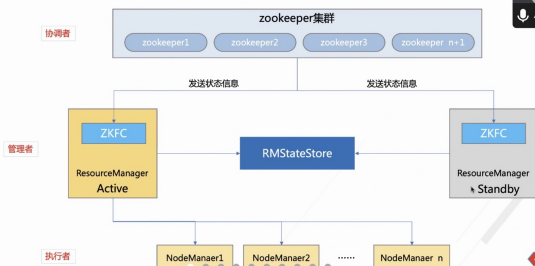 zookeeper集群
协调者
zookeeper1
zookeeper2
zookeeper3
zookeeper n+1
发送状态信息
发送状态信息
ZKFC
ZKFC
管理者
RMStateStore
ResourceManager
Active
ResourceManager
Standby
执行者
NodeManaer1
NodeManaer2
······
NodeManaer n